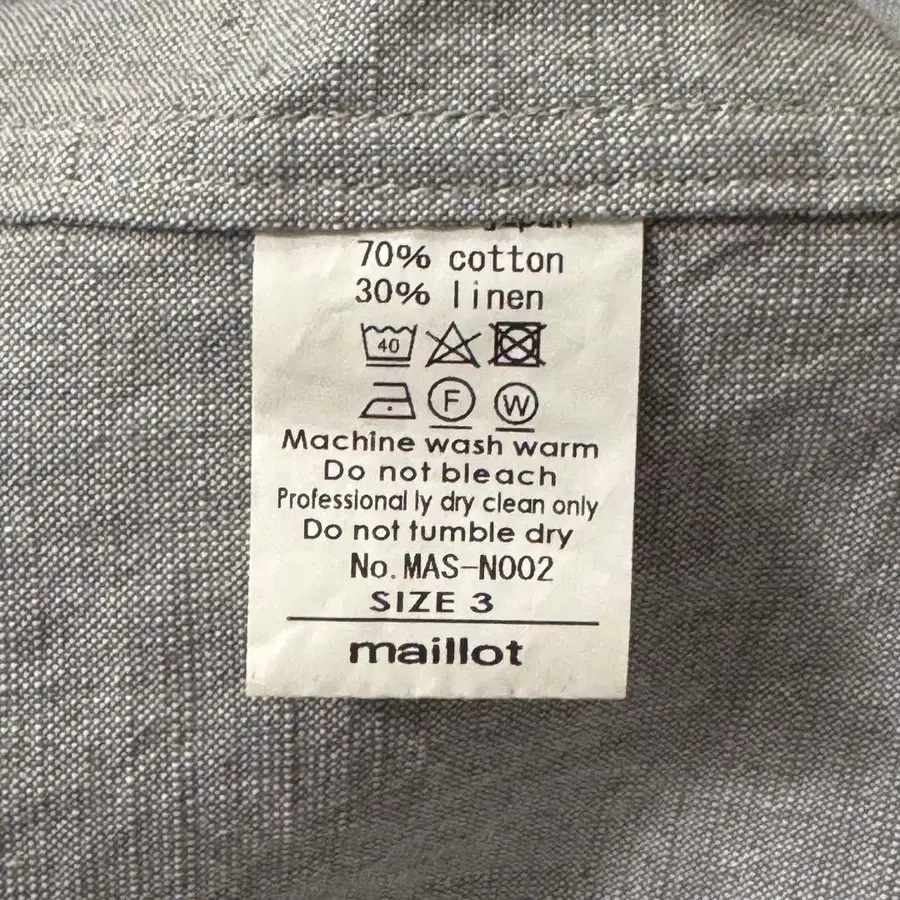 70% cotton
30% linen
40
F W
Machine wash warm
Do not bleach
Professional ly dry clean only
Do not tumble dry
No.MAS-N002
SIZE 3
maillot